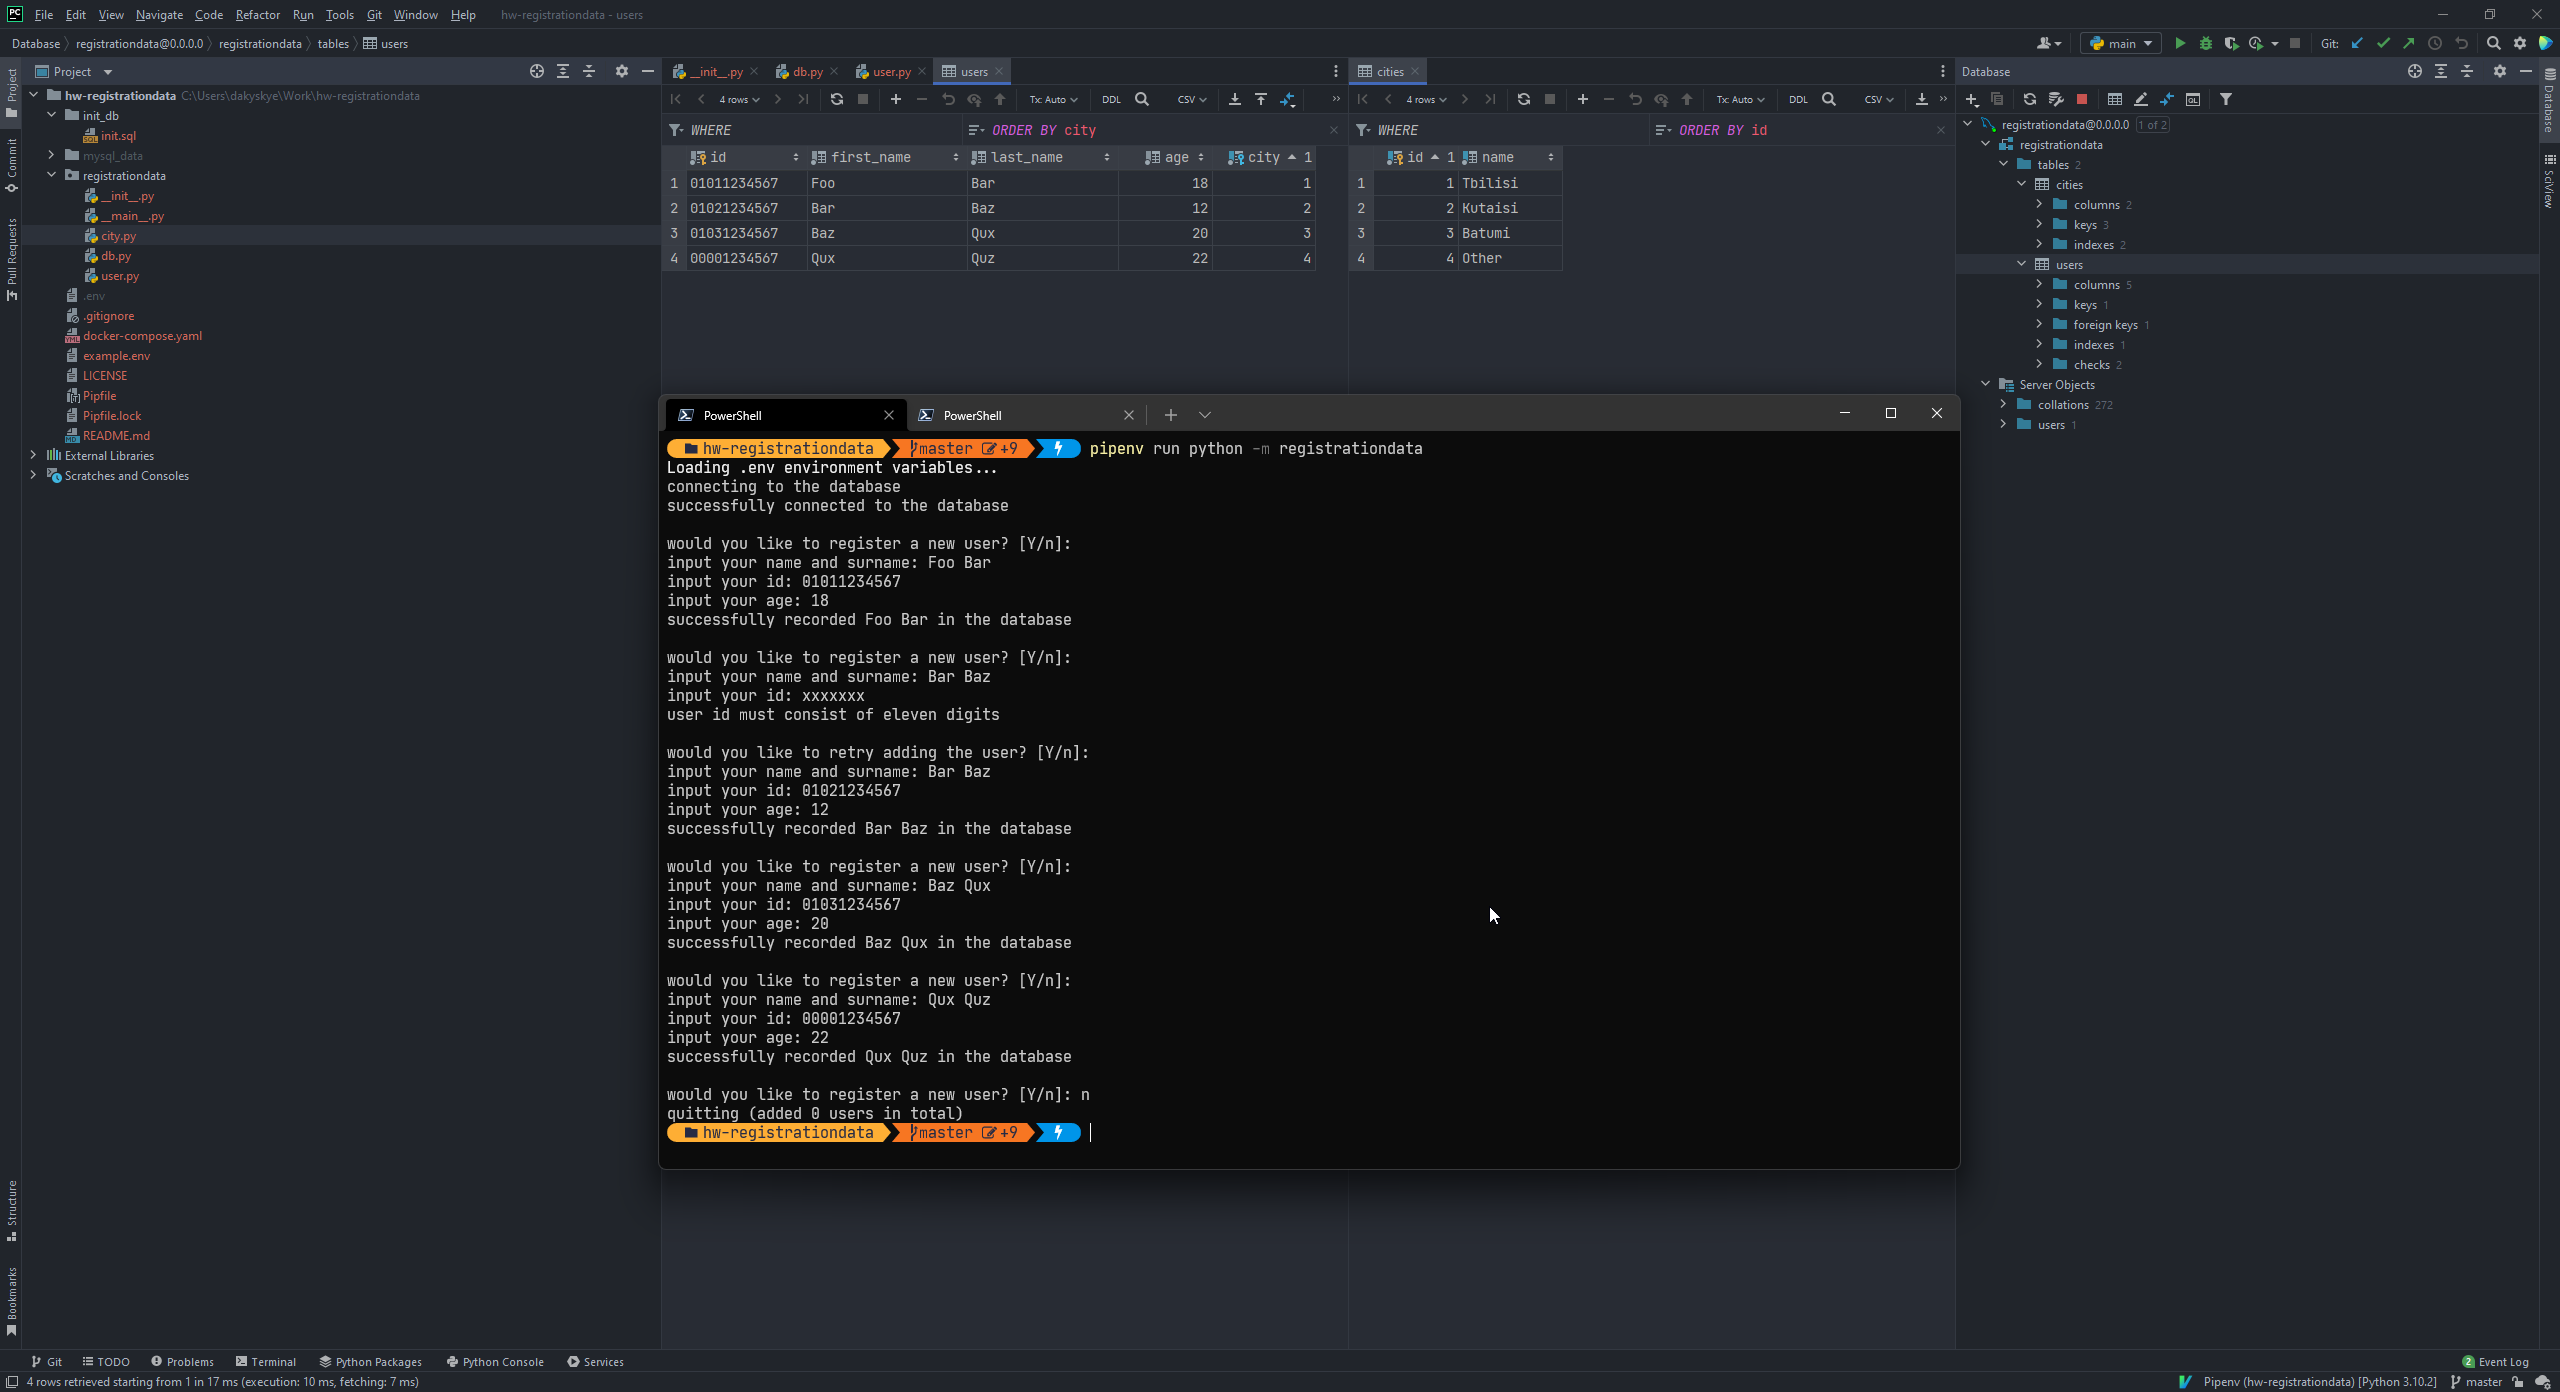 File Edit View Navigate Code Refactor Run Tools Git Window Help hw-registrationdata - users
Database registrationdata@0.0.0.0 registrationdata tables users
main
Git:
Project
__init__.py db.py user.py users
cities
Database
hw-registrationdata C:\Users\dakyskye\Work\hw-registrationdata
init_db
init.sql
mysql_data
registrationdata
__init__.py
__main__.py
city.py
db.py
user.py
.env
.gitignore
docker-compose.yaml
example.env
LICENSE
Pipfile
Pipfile.lock
README.md
External Libraries
Scratches and Consoles
Project
Commit
Pull Requests
Structure
Bookmarks
4 rows Tx: Auto DDL CSV
WHERE ORDER BY city
id first_name last_name age city 1
1 01011234567 Foo Bar 18 1
2 01021234567 Bar Baz 12 2
3 01031234567 Baz Qux 20 3
4 00001234567 Qux Quz 22 4
4 rows Tx: Auto DDL CSV
WHERE ORDER BY id
id 1 name
1 1 Tbilisi
2 2 Kutaisi
3 3 Batumi
4 4 Other
registrationdata@0.0.0.0 1 of 2
registrationdata
tables 2
cities
columns 2
keys 3
indexes 2
users
columns 5
keys 1
foreign keys 1
indexes 1
checks 2
Server Objects
collations 272
users 1
Database
SciView
PowerShell PowerShell
hw-registrationdata master +9 pipenv run python -m registrationdata
Loading .env environment variables...
connecting to the database
successfully connected to the database
would you like to register a new user? [Y/n]:
input your name and surname: Foo Bar
input your id: 01011234567
input your age: 18
successfully recorded Foo Bar in the database
would you like to register a new user? [Y/n]:
input your name and surname: Bar Baz
input your id: xxxxxxx
user id must consist of eleven digits
would you like to retry adding the user? [Y/n]:
input your name and surname: Bar Baz
input your id: 01021234567
input your age: 12
successfully recorded Bar Baz in the database
would you like to register a new user? [Y/n]:
input your name and surname: Baz Qux
input your id: 01031234567
input your age: 20
successfully recorded Baz Qux in the database
would you like to register a new user? [Y/n]:
input your name and surname: Qux Quz
input your id: 00001234567
input your age: 22
successfully recorded Qux Quz in the database
would you like to register a new user? [Y/n]: n
quitting (added 0 users in total)
hw-registrationdata master +9
Git TODO Problems Terminal Python Packages Python Console Services
2 Event Log
4 rows retrieved starting from 1 in 17 ms (execution: 10 ms, fetching: 7 ms)
Pipenv (hw-registrationdata) [Python 3.10.2] master